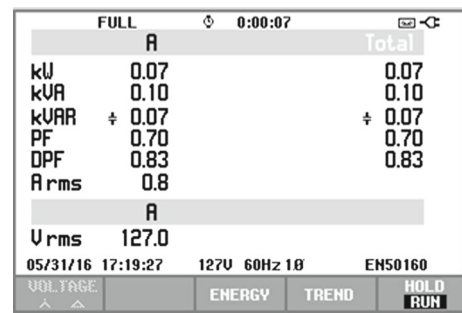 FULL 0:00:07
A Total
kW 0.07 0.07
kVA 0.10 0.10
kVAR 0.07 0.07
PF 0.70 0.70
DPF 0.83 0.83
A rms 0.8
A
V rms 127.0
05/31/16 17:19:27 127V 60Hz 1Ø EN50160
VOLTAGE ENERGY TREND HOLD
RUN